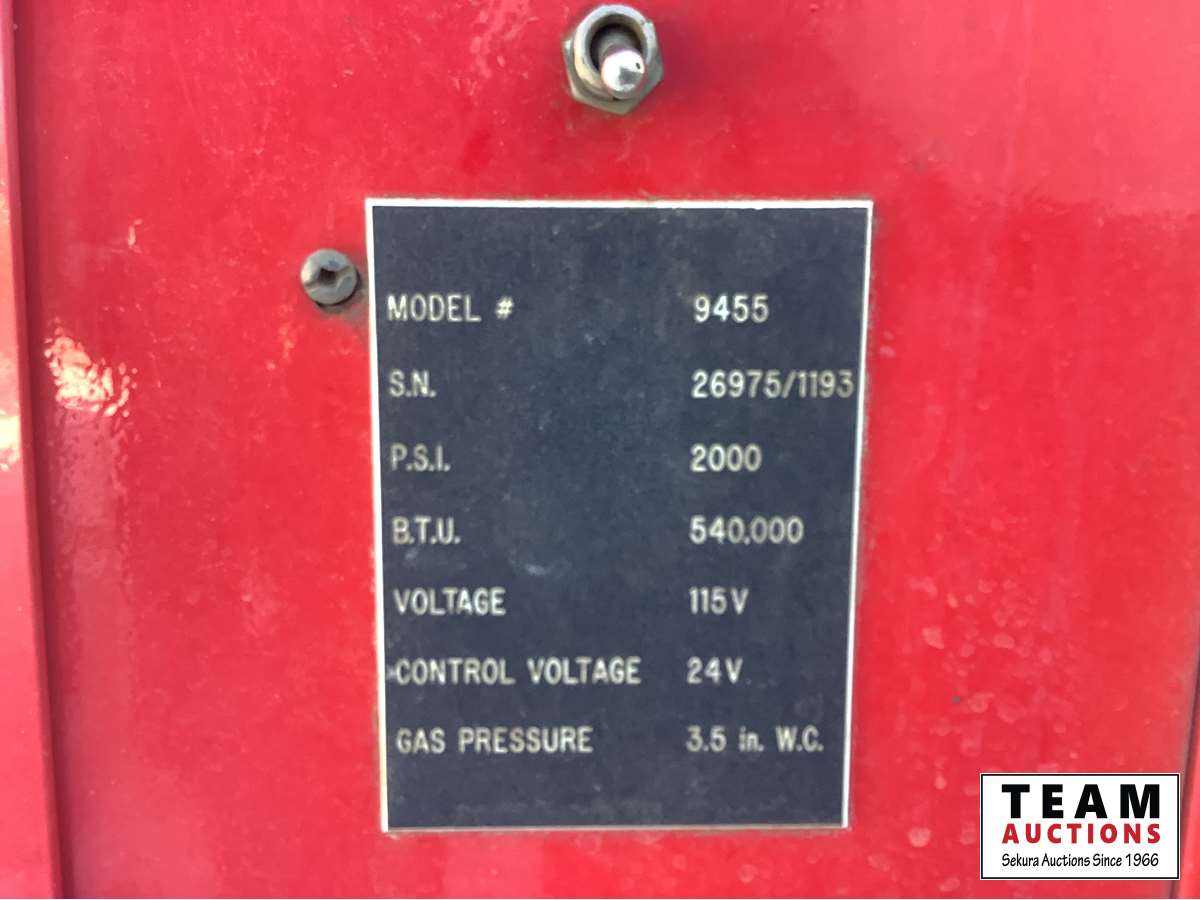 MODEL # 9455
S.N. 26975/1193
P.S.I. 2000
B.T.U. 540,000
VOLTAGE 115V
CONTROL VOLTAGE 24V
GAS PRESSURE 3.5 in. W.C.
TEAM
AUCTIONS
Sekura Auctions Since 1966